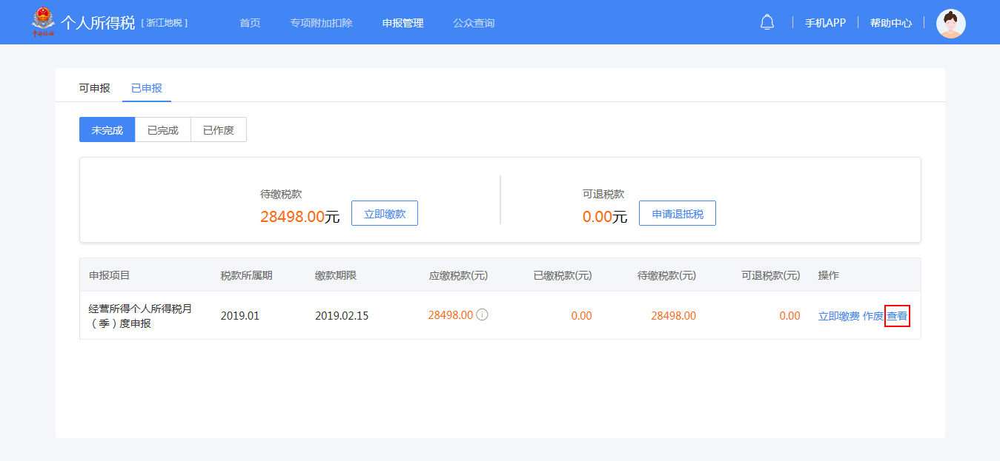 个人所得税 [ 浙江地税 ] 首页 专项附加扣除 申报管理 公众查询 手机APP 帮助中心
可申报 已申报
未完成 已完成 已作废
待缴税款 可退税款
28498.00元 立即缴款 0.00元 申请退抵税
申报项目 税款所属期 缴款期限 应缴税款(元) 已缴税款(元) 待缴税款(元) 可退税款(元) 操作
经营所得个人所得税月
（季）度申报 2019.01 2019.02.15 28498.00 0.00 28498.00 0.00 立即缴费 作废 查看